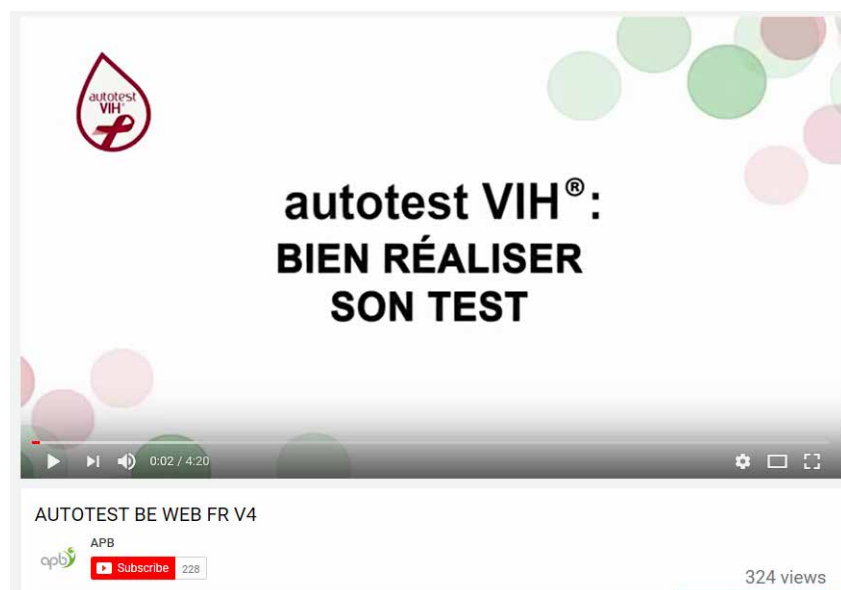 autotest
VIH®
autotest VIH®:
BIEN RÉALISER
SON TEST
0:02 / 4:20
AUTOTEST BE WEB FR V4
APB
apb
Subscribe 228
324 views